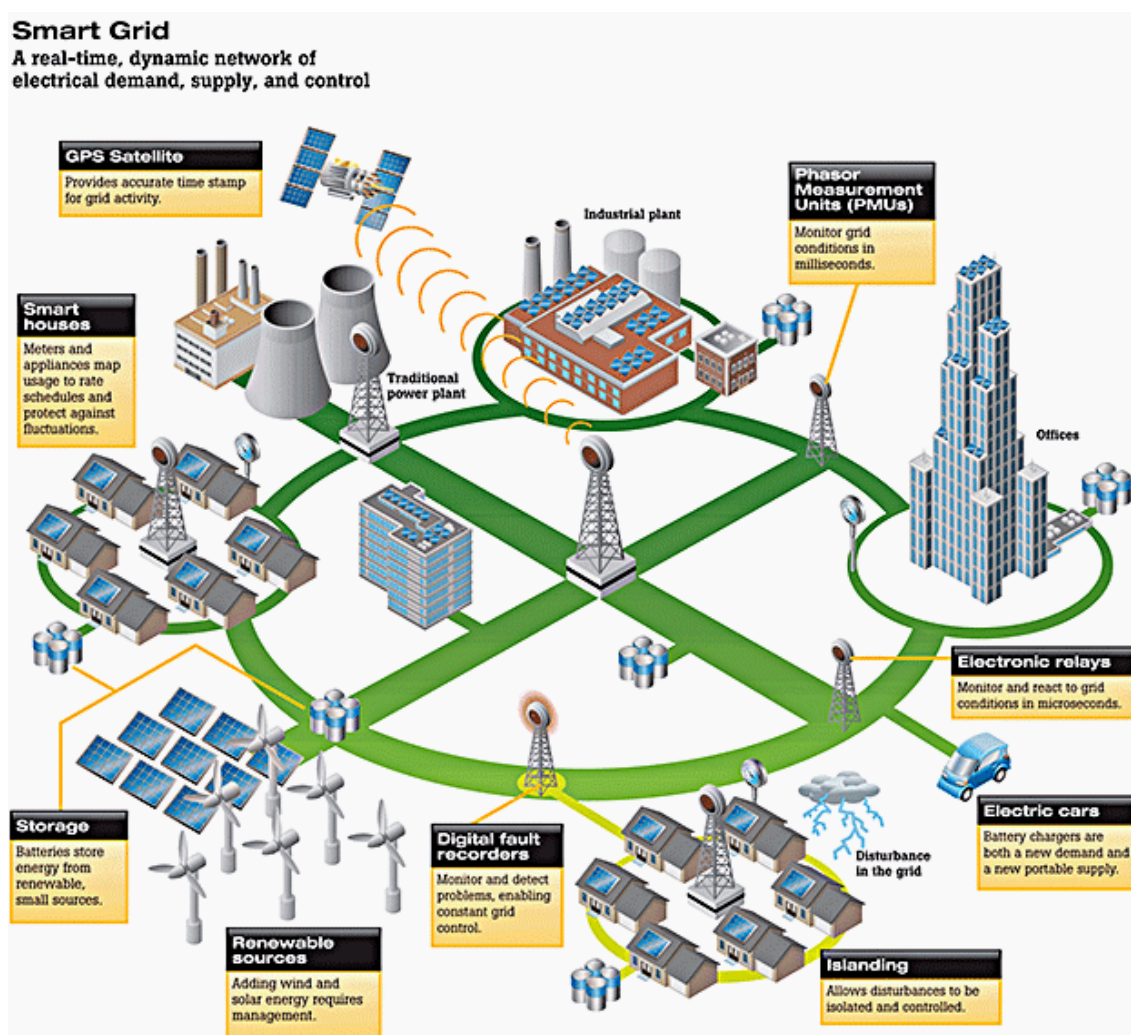 Smart Grid
A real-time, dynamic network of
electrical demand, supply, and control
GPS Satellite
Provides accurate time stamp
for grid activity.
Industrial plant
Phasor
Measurement
Units (PMUs)
Monitor grid
conditions in
milliseconds.
Smart
houses
Meters and
appliances map
usage to rate
schedules and
protect against
fluctuations.
Traditional
power plant
Offices
Electronic relays
Monitor and react to grid
conditions in microseconds.
Storage
Batteries store
energy from
renewable,
small sources.
Digital fault
recorders
Monitor and detect
problems, enabling
constant grid
control.
Disturbance
in the grid
Electric cars
Battery chargers are
both a new demand and
a new portable supply.
Renewable
sources
Adding wind and
solar energy requires
management.
Islanding
Allows disturbances to be
isolated and controlled.